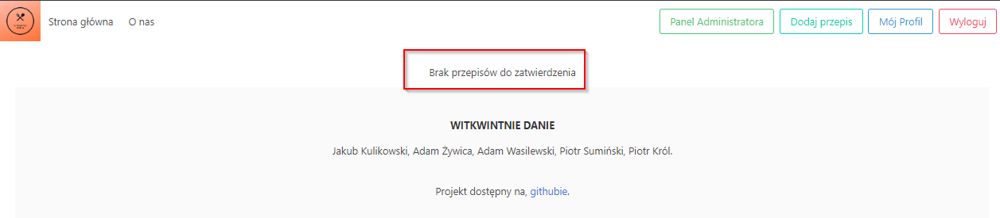 Strona główna O nas Panel Administratora Dodaj przepis Mój Profil Wyloguj
Brak przepisów do zatwierdzenia
WITKWINTNIE DANIE
Jakub Kulikowski, Adam Żywica, Adam Wasilewski, Piotr Sumiński, Piotr Król.
Projekt dostępny na, githubie.